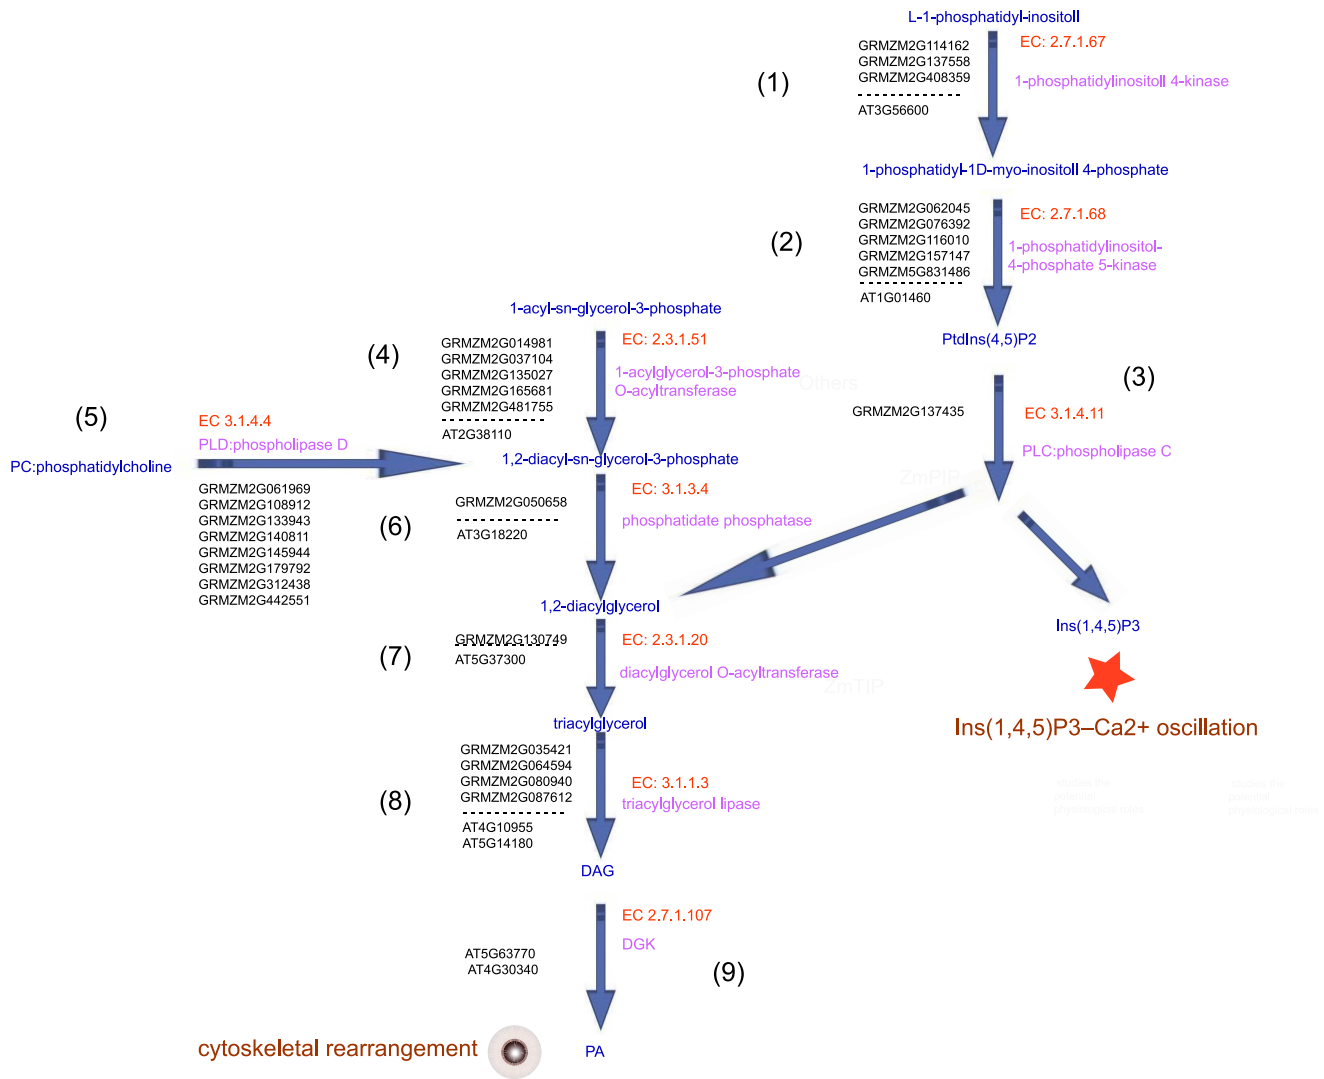 L-1-phosphatidyl-inositoll
GRMZM2G114162
GRMZM2G137558
GRMZM2G408359
AT3G56600
EC: 2.7.1.67
1-phosphatidylinositoll 4-kinase
(1)
1-phosphatidyl-1D-myo-inositoll 4-phosphate
GRMZM2G062045
GRMZM2G076392
GRMZM2G116010
GRMZM2G157147
GRMZM5G831486
AT1G01460
EC: 2.7.1.68
1-phosphatidylinositol-
4-phosphate 5-kinase
(2)
PtdIns(4,5)P2
(3)
GRMZM2G137435
EC 3.1.4.11
PLC:phospholipase C
1-acyl-sn-glycerol-3-phosphate
(4)
GRMZM2G014981
GRMZM2G037104
GRMZM2G135027
GRMZM2G165681
GRMZM2G481755
AT2G38110
EC: 2.3.1.51
1-acylglycerol-3-phosphate
O-acyltransferase
Others
(5)
EC 3.1.4.4
PLD:phospholipase D
PC:phosphatidylcholine
GRMZM2G061969
GRMZM2G108912
GRMZM2G133943
GRMZM2G140811
GRMZM2G145944
GRMZM2G179792
GRMZM2G312438
GRMZM2G442551
1,2-diacyl-sn-glycerol-3-phosphate
(6)
GRMZM2G050658
AT3G18220
EC: 3.1.3.4
phosphatidate phosphatase
ZmPIP
1,2-diacylglycerol
Ins(1,4,5)P3
(7)
GRMZM2G130749
AT5G37300
EC: 2.3.1.20
diacylglycerol O-acyltransferase
ZmTIP
Ins(1,4,5)P3–Ca2+ oscillation
triacylglycerol
(8)
GRMZM2G035421
GRMZM2G064594
GRMZM2G080940
GRMZM2G087612
AT4G10955
AT5G14180
EC: 3.1.1.3
triacylglycerol lipase
DAG
EC 2.7.1.107
DGK
AT5G63770
AT4G30340
(9)
cytoskeletal rearrangement
PA